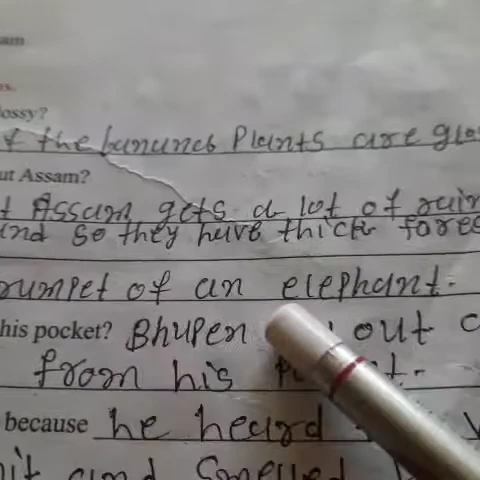 am
lossy?
f the bananas Plants are glo
ut Assam?
t Assam gets a lot of rain
and so they have thick fores
rumpet of an elephant.
his pocket? Bhupen out
from his
because he heard
it and smelled